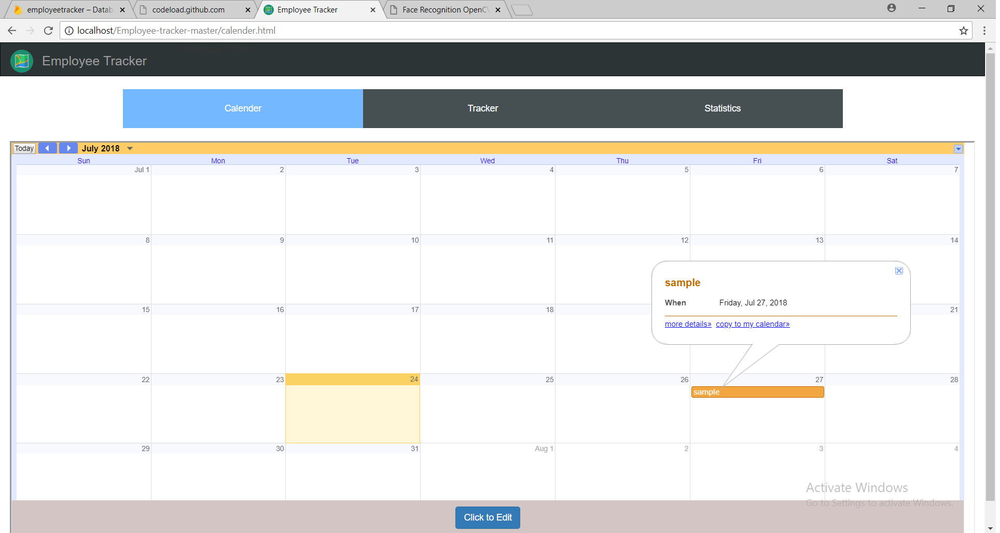 employeetracker – Datab
codeload.github.com
Employee Tracker
Face Recognition OpenC
localhost/Employee-tracker-master/calender.html
Employee Tracker
Calender Tracker Statistics
Today July 2018
Sun Mon Tue Wed Thu Fri Sat
Jul 1 2 3 4 5 6 7
8 9 10 11 12 13 14
sample
When Friday, Jul 27, 2018
more details» copy to my calendar»
15 16 17 18 21
22 23 24 25 26 27 28
sample
29 30 31 Aug 1 2 3 4
Activate Windows
Go to Settings to activate Windows.
Click to Edit